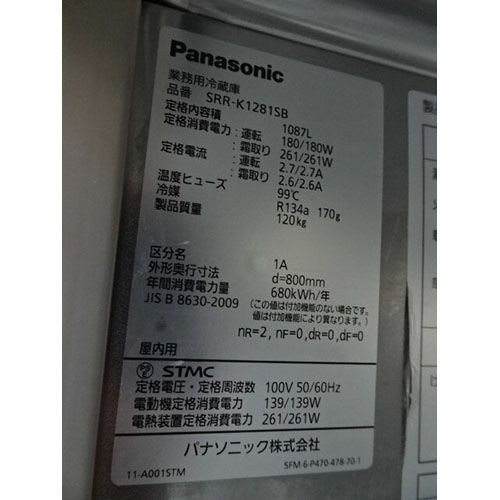 Panasonic
業務用冷蔵庫
品番 SRR-K1281SB
定格内容積 1087L
定格消費電力:運転 180/180W
:霜取り 261/261W
定格電流 :運転 2.7/2.7A
:霜取り 2.6/2.6A
温度ヒューズ 99℃
冷媒 R134a 170g
製品質量 120kg
区分名 1A
外形奥行寸法 d=800mm
年間消費電力量 680kWh/年
JIS B 8630-2009 (この値は付加機能のない場合です。
値は付加機能により異なります。)
nR=2, nF=0,dR=0,dF=0
屋内用
PSE STMC
定格電圧・定格周波数 100V 50/60Hz
電動機定格消費電力 139/139W
電熱装置定格消費電力 261/261W
パナソニック株式会社
11-A001STM
SFM-6-P470-478-70-1